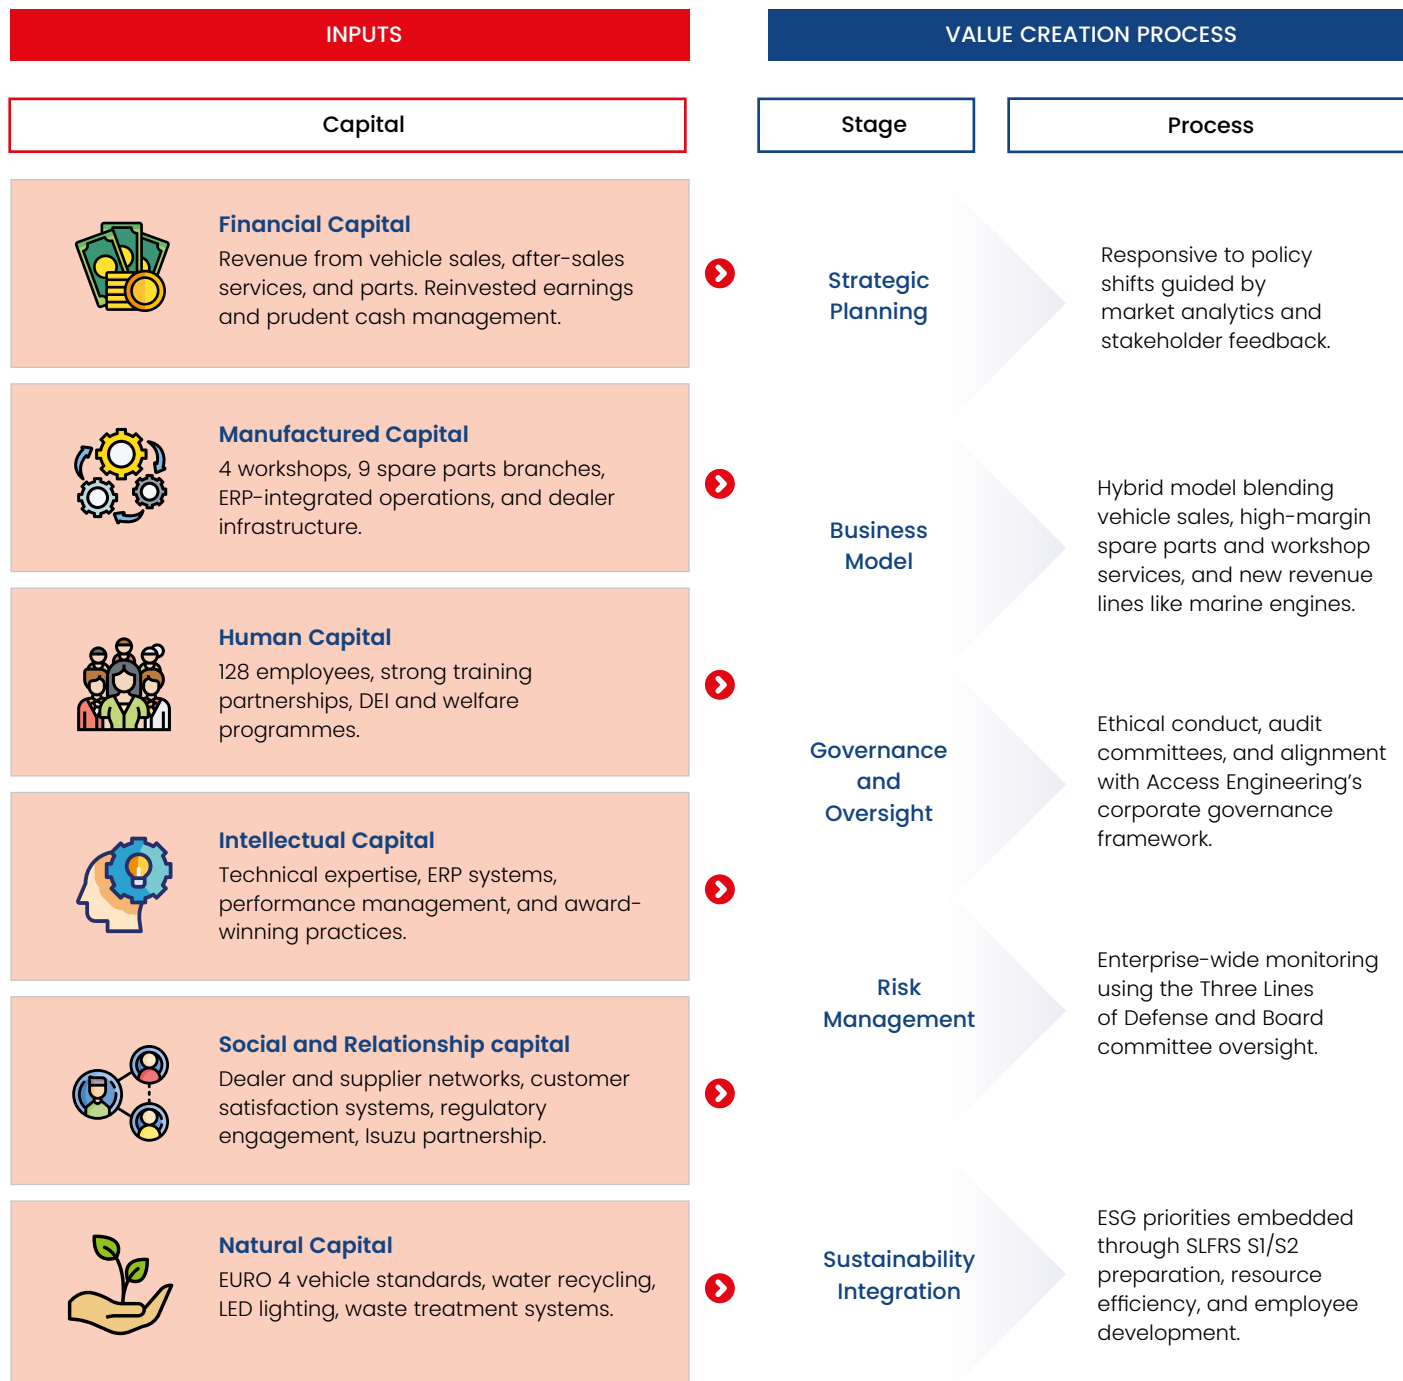 INPUTS
Capital
Financial Capital
Revenue from vehicle sales, after-sales
services, and parts. Reinvested earnings
and prudent cash management.
Manufactured Capital
4 workshops, 9 spare parts branches,
ERP-integrated operations, and dealer
infrastructure.
Human Capital
128 employees, strong training
partnerships, DEI and welfare
programmes.
Intellectual Capital
Technical expertise, ERP systems,
performance management, and award-
winning practices.
Social and Relationship capital
Dealer and supplier networks, customer
satisfaction systems, regulatory
engagement, Isuzu partnership.
Natural Capital
EURO 4 vehicle standards, water recycling,
LED lighting, waste treatment systems.
VALUE CREATION PROCESS
Stage
Process
Strategic
Planning
Responsive to policy
shifts guided by
market analytics and
stakeholder feedback.
Business
Model
Hybrid model blending
vehicle sales, high-margin
spare parts and workshop
services, and new revenue
lines like marine engines.
Governance
and
Oversight
Ethical conduct, audit
committees, and alignment
with Access Engineering's
corporate governance
framework.
Risk
Management
Enterprise-wide monitoring
using the Three Lines
of Defense and Board
committee oversight.
Sustainability
Integration
ESG priorities embedded
through SLFRS S1/S2
preparation, resource
efficiency, and employee
development.